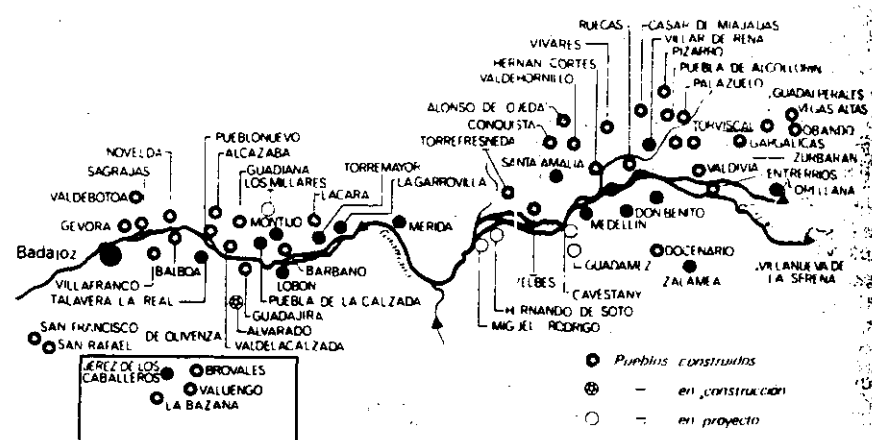 RUECAS
CASAR DE MIAJADAS
VILLAR DE RENA
VIVARES
PIZARRO
HERNAN CORTES
PUEBLA DE ALCOLLARIN
VALDEHORNILLO
PALAZUELO
ALONSO DE OJEDA
GUADALPERALES
VEGAS ALTAS
CONQUISTA
TORVISCAL
OBANDO
TORREFRESNEDA
GARGALIGAS
SANTA AMALIA
ZURBARAN
VALDIVIA
ENTRERRIOS
ORELLANA
PUEBLONUEVO
ALCAZABA
NOVELDA
GUADIANA
TORREMAYOR
SAGRAJAS
LOS MILLARES
LACARA
LA GARROVILLA
VALDEBOTOA
MONTIJO
GEVORA
MERIDA
DON BENITO
MEDELLIN
Badajoz
BALBOA
BARBANO
YELBES
GUADAMEZ
DOCENARIO
VILLANUEVA DE
LA SERENA
VILLAFRANCO
LOBON
ZALAMEA
TALAVERA LA REAL
PUEBLA DE LA CALZADA
CAVESTANY
GUADAJIRA
HERNANDO DE SOTO
ALVARADO
MIGUEL RODRIGO
SAN FRANCISCO
DE OLIVENZA
SAN RAFAEL
VALDELACALZADA
Pueblos construidos
JEREZ DE LOS
CABALLEROS
BROVALES
VALUENGO
– en construcción
LA BAZANA
– en proyecto